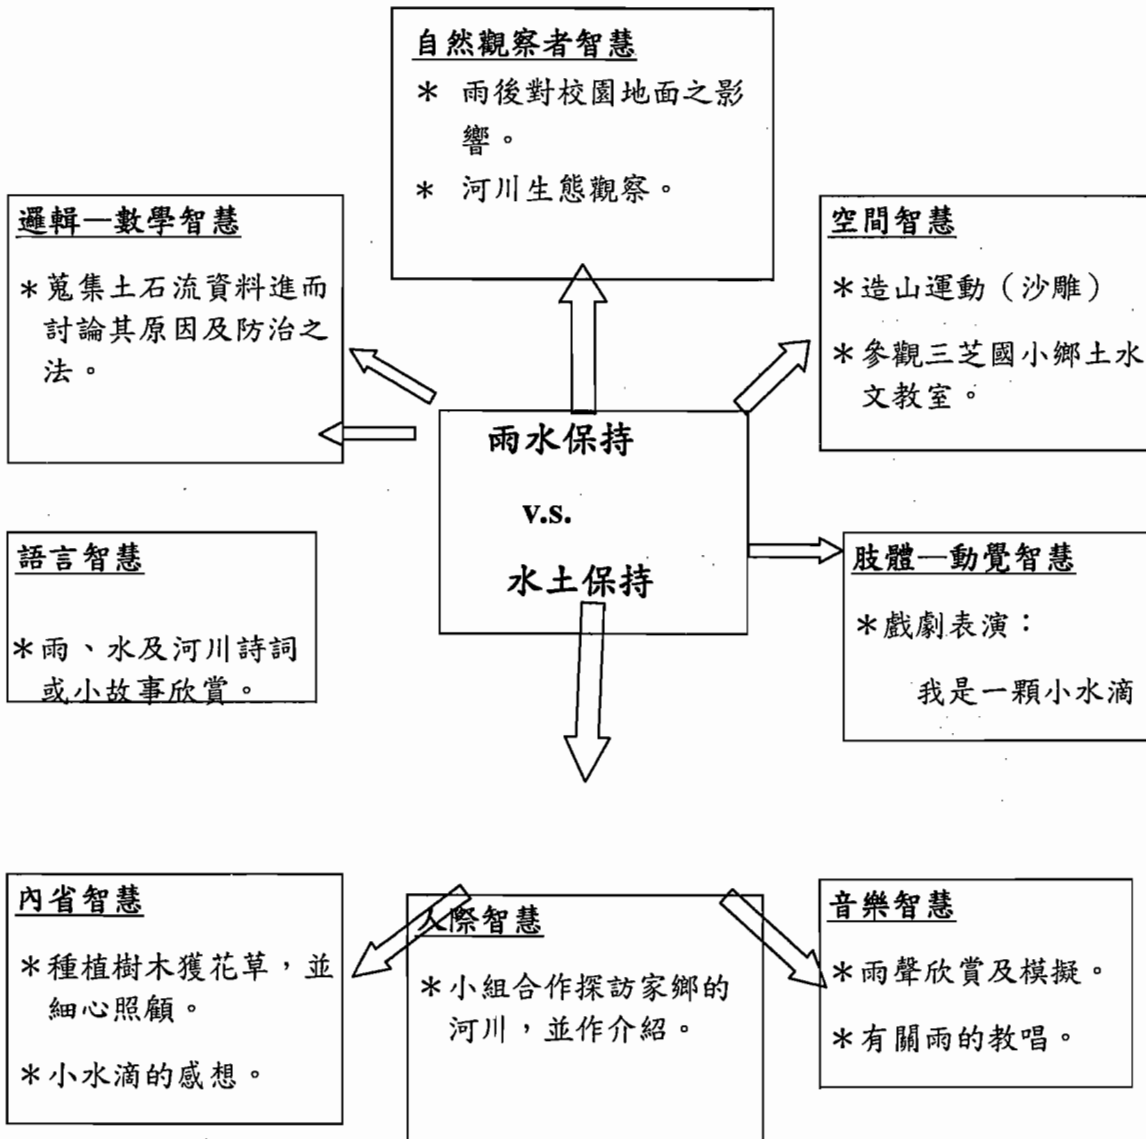 自然觀察者智慧
＊ 雨後對校園地面之影
響。
＊ 河川生態觀察。
邏輯—數學智慧
＊蒐集土石流資料進而
討論其原因及防治之
法。
空間智慧
＊造山運動（沙雕）
＊參觀三芝國小鄉土水
文教室。
雨水保持
v.s.
水土保持
語言智慧
＊雨、水及河川詩詞
或小故事欣賞。
肢體—動覺智慧
＊戲劇表演：
我是一顆小水滴
內省智慧
＊種植樹木獲花草，並
細心照顧。
＊小水滴的感想。
人際智慧
＊小組合作探訪家鄉的
河川，並作介紹。
音樂智慧
＊雨聲欣賞及模擬。
＊有關雨的教唱。